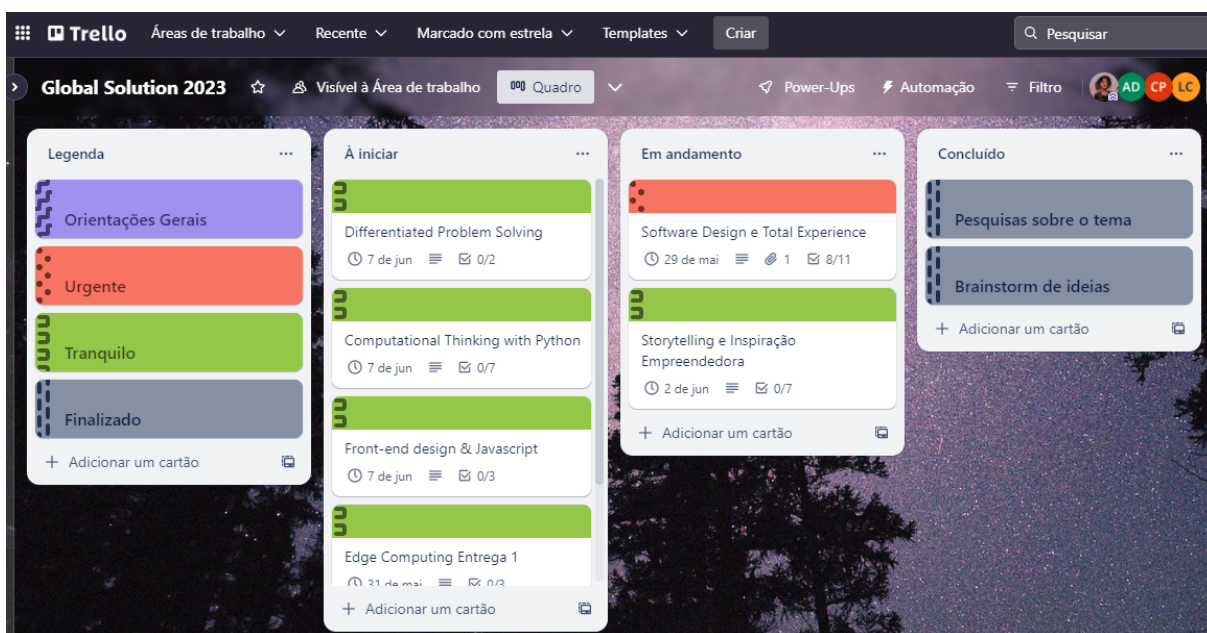 Trello
Áreas de trabalho
Recente
Marcado com estrela
Templates
Criar
Pesquisar
Global Solution 2023
Visível à Área de trabalho
Quadro
Power-Ups
Automação
Filtro
AD
CP
LC
Legenda
Orientações Gerais
Urgente
Tranquilo
Finalizado
+ Adicionar um cartão
À iniciar
Differentiated Problem Solving
7 de jun
0/2
Computational Thinking with Python
7 de jun
0/7
Front-end design & Javascript
7 de jun
0/3
Edge Computing Entrega 1
31 de mai
0/3
+ Adicionar um cartão
Em andamento
Software Design e Total Experience
29 de mai
1
8/11
Storytelling e Inspiração
Empreendedora
2 de jun
0/7
+ Adicionar um cartão
Concluído
Pesquisas sobre o tema
Brainstorm de ideias
+ Adicionar um cartão